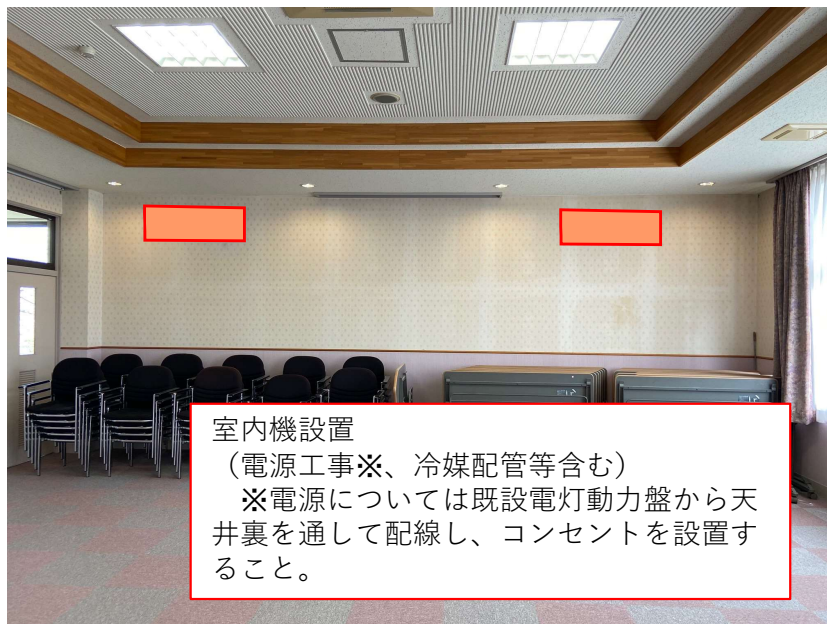 室内機設置
（電源工事※、冷媒配管等含む）
　※電源については既設電灯動力盤から天
井裏を通して配線し、コンセントを設置す
ること。